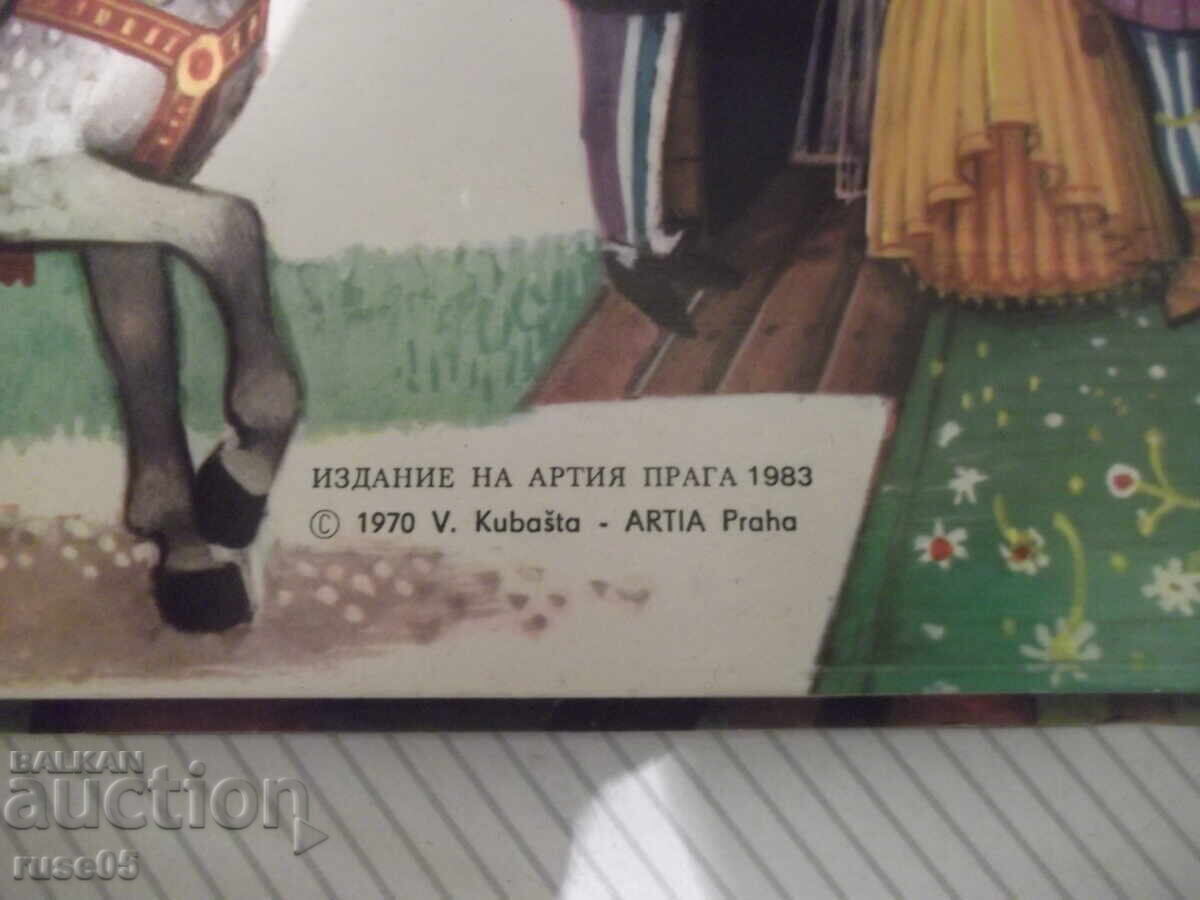 ИЗДАНИЕ НА АРТИЯ ПРАГА 1983
© 1970 V. Kubašta - ARTIA Praha
BALKAN
auction
ruse05